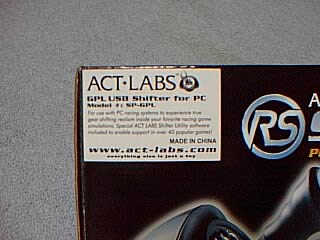 ACT·LABS
GPL USB Shifter for PC
Model #: SP-GPL
For use with PC racing systems to experience true
gear shifting realism inside your favorite racing game
simulations. Special ACT LABS Shifter Utility software
included to enable support in over 40 popular games!
MADE IN CHINA
www.act-labs.com
everything else is just a toy
A
RS
S
P